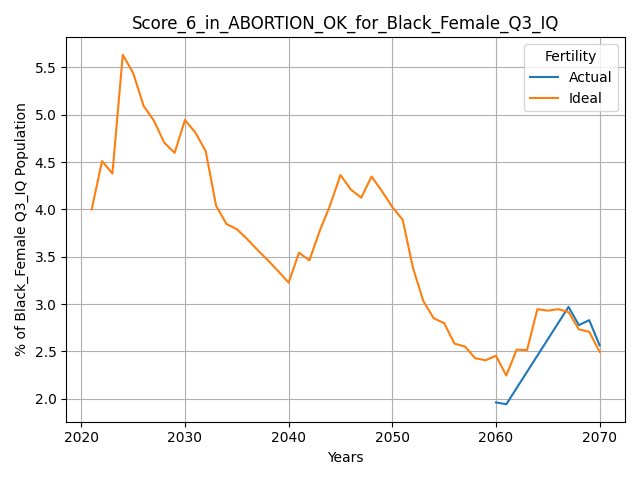 Score_6_in_ABORTION_OK_for_Black_Female_Q3_IQ
Fertility
Actual
Ideal
% of Black_Female Q3_IQ Population
5.5
5.0
4.5
4.0
3.5
3.0
2.5
2.0
2020 2030 2040 2050 2060 2070
Years